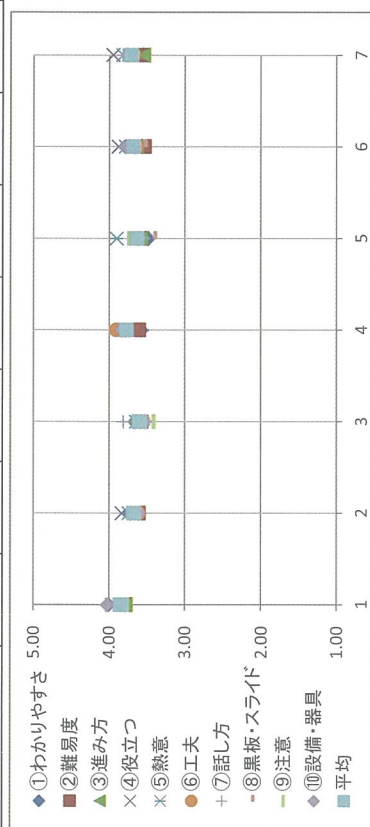 ①わかりやすさ
②難易度
③進み方
④役立つ
⑤熱意
⑥工夫
⑦話し方
⑧黒板・スライド
⑨注意
⑩設備・器具
平均
5.00
4.00
3.00
2.00
1.00
1 2 3 4 5 6 7